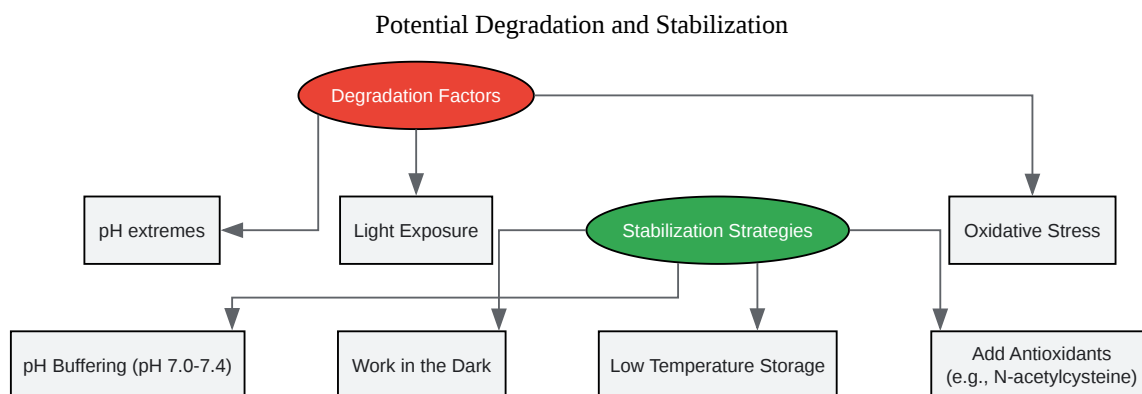 Potential Degradation and Stabilization
Degradation Factors
pH extremes
Light Exposure
Stabilization Strategies
Oxidative Stress
pH Buffering (pH 7.0-7.4)
Work in the Dark
Low Temperature Storage
Add Antioxidants
(e.g., N-acetylcysteine)